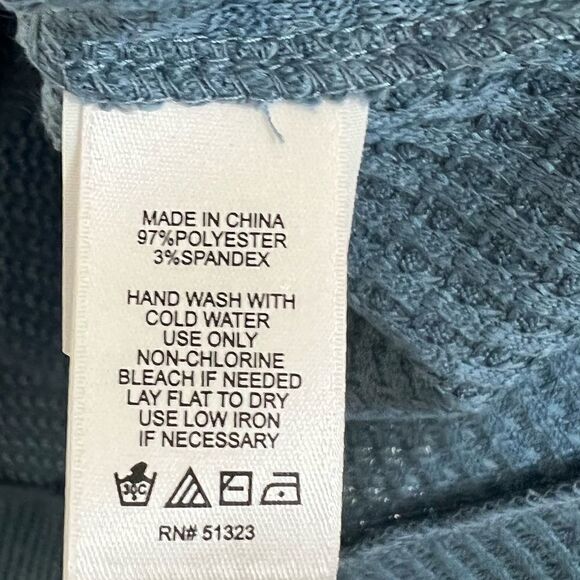 MADE IN CHINA
97%POLYESTER
3%SPANDEX
HAND WASH WITH
COLD WATER
USE ONLY
NON-CHLORINE
BLEACH IF NEEDED
LAY FLAT TO DRY
USE LOW IRON
IF NECESSARY
30C
RN# 51323